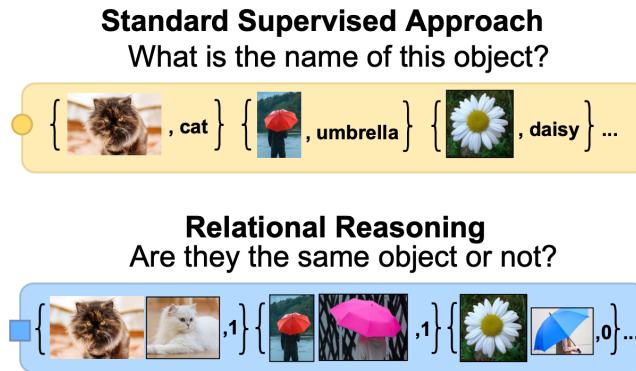 Standard Supervised Approach
What is the name of this object?
{ , cat } { , umbrella } { , daisy } ...
Relational Reasoning
Are they the same object or not?
{ ,1 } { ,1 } { ,0 } ...